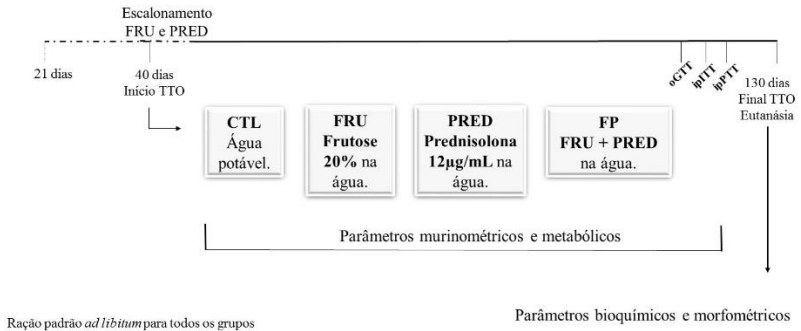 Escalonamento
FRU e PRED
21 dias
40 dias
Início TTO
oGTT
ipITT
ipPTT
130 dias
Final TTO
Eutanásia
CTL
Água
potável.
FRU
Frutose
20% na
água.
PRED
Prednisolona
12µg/mL na
água.
FP
FRU + PRED
na água.
Parâmetros murinométricos e metabólicos
Ração padrão ad libitum para todos os grupos
Parâmetros bioquímicos e morfométricos